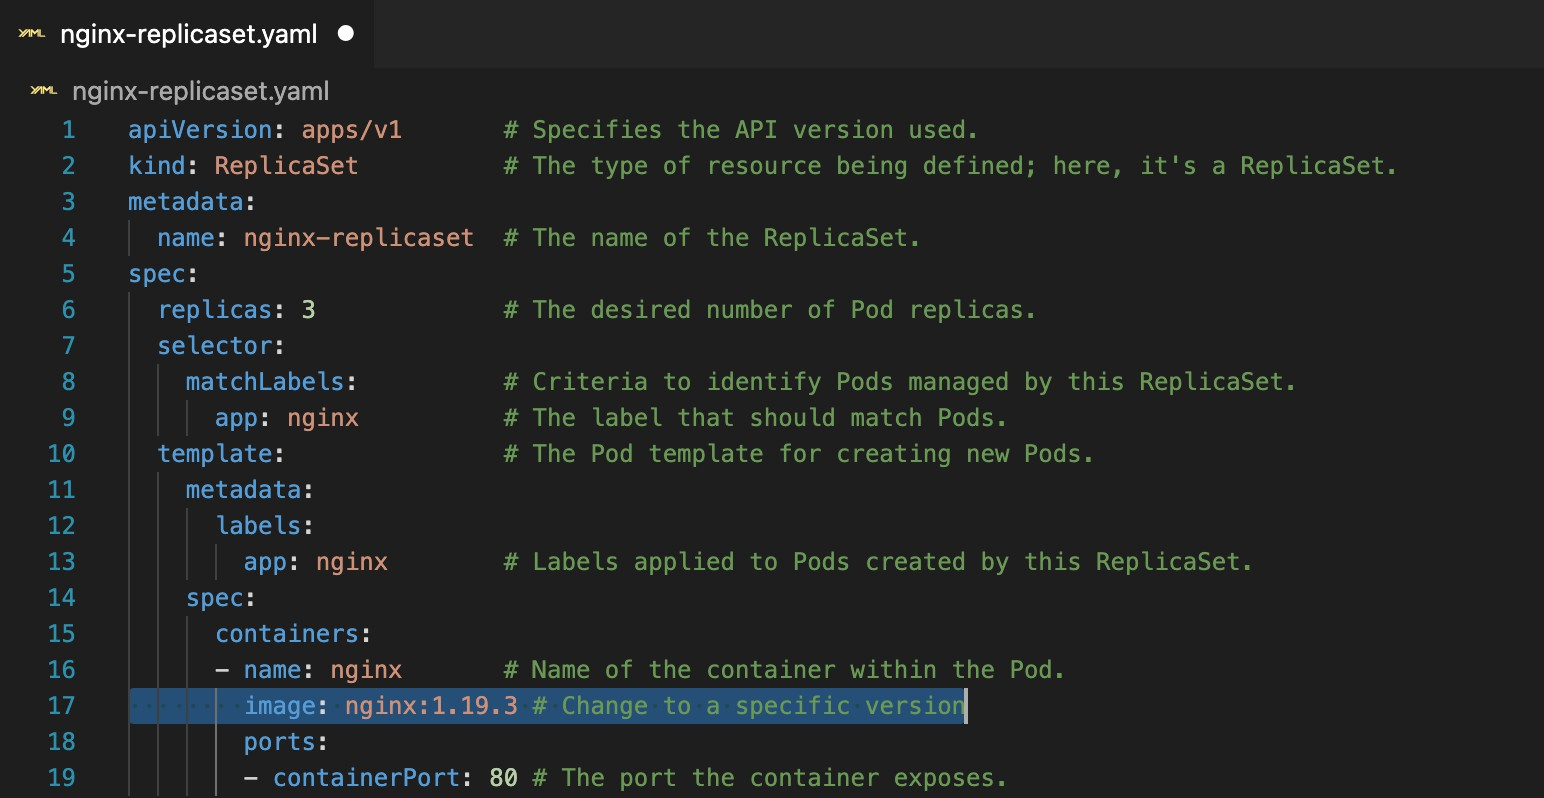 YAML nginx-replicaset.yaml ●
YAML nginx-replicaset.yaml
1 apiVersion: apps/v1 # Specifies the API version used.
2 kind: ReplicaSet # The type of resource being defined; here, it's a ReplicaSet.
3 metadata:
4 name: nginx-replicaset # The name of the ReplicaSet.
5 spec:
6 replicas: 3 # The desired number of Pod replicas.
7 selector:
8 matchLabels: # Criteria to identify Pods managed by this ReplicaSet.
9 app: nginx # The label that should match Pods.
10 template: # The Pod template for creating new Pods.
11 metadata:
12 labels:
13 app: nginx # Labels applied to Pods created by this ReplicaSet.
14 spec:
15 containers:
16 - name: nginx # Name of the container within the Pod.
17 image: nginx:1.19.3 # Change to a specific version
18 ports:
19 - containerPort: 80 # The port the container exposes.